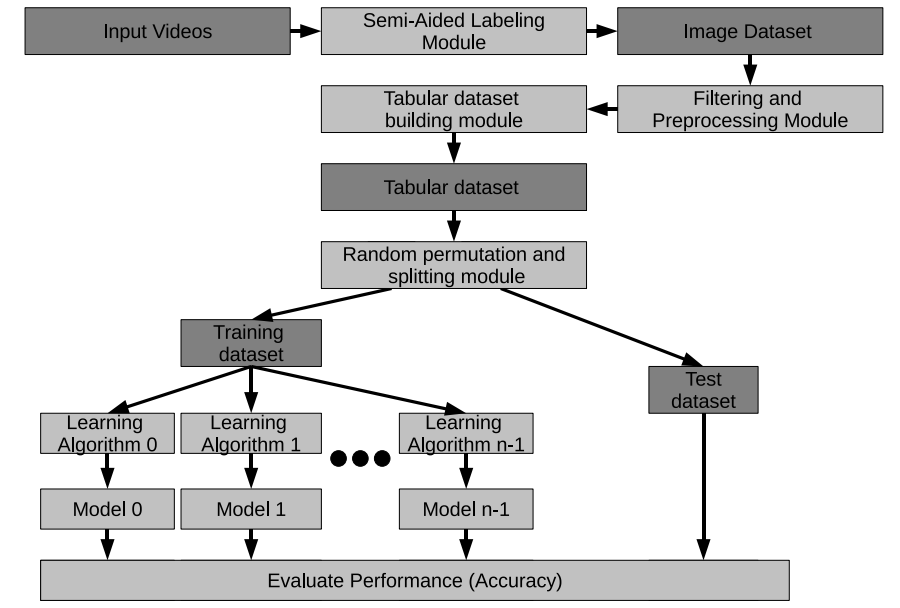 Input Videos
Semi-Aided Labeling
Module
Image Dataset
Tabular dataset
building module
Filtering and
Preprocessing Module
Tabular dataset
Random permutation and
splitting module
Training
dataset
Test
dataset
Learning
Algorithm 0
Learning
Algorithm 1
Learning
Algorithm n-1
Model 0
Model 1
Model n-1
Evaluate Performance (Accuracy)